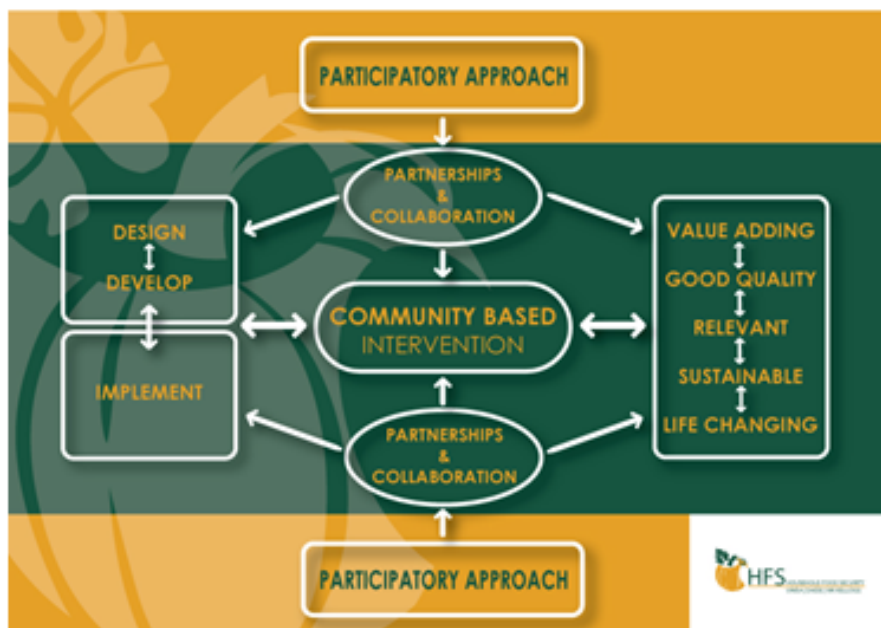 PARTICIPATORY APPROACH
PARTNERSHIPS
&
COLLABORATION
DESIGN
DEVELOP
IMPLEMENT
COMMUNITY BASED
INTERVENTION
VALUE ADDING
GOOD QUALITY
RELEVANT
SUSTAINABLE
LIFE CHANGING
PARTNERSHIPS
&
COLLABORATION
PARTICIPATORY APPROACH
HFS